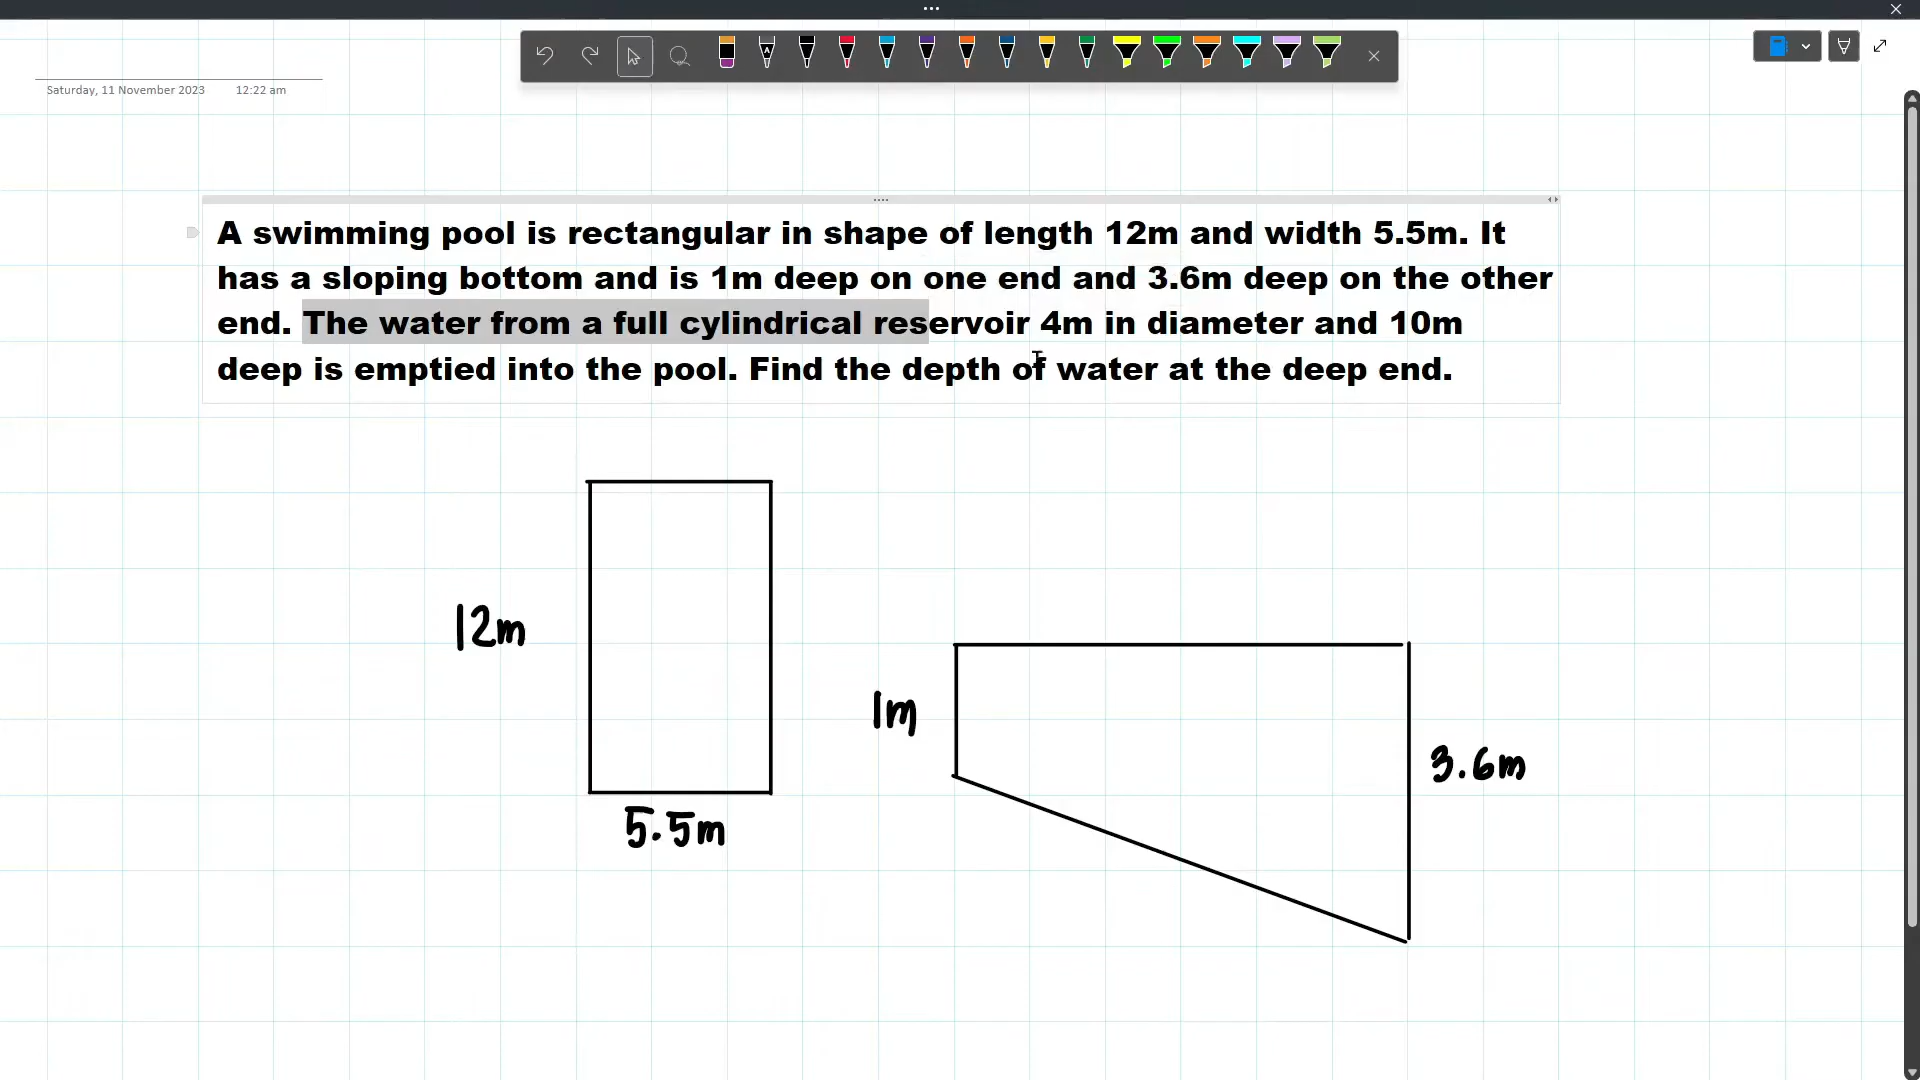 Saturday, 11 November 2023 12:22 am
A swimming pool is rectangular in shape of length 12m and width 5.5m. It
has a sloping bottom and is 1m deep on one end and 3.6m deep on the other
end. The water from a full cylindrical reservoir 4m in diameter and 10m
deep is emptied into the pool. Find the depth of water at the deep end.
12m
5.5m
1m
3.6m